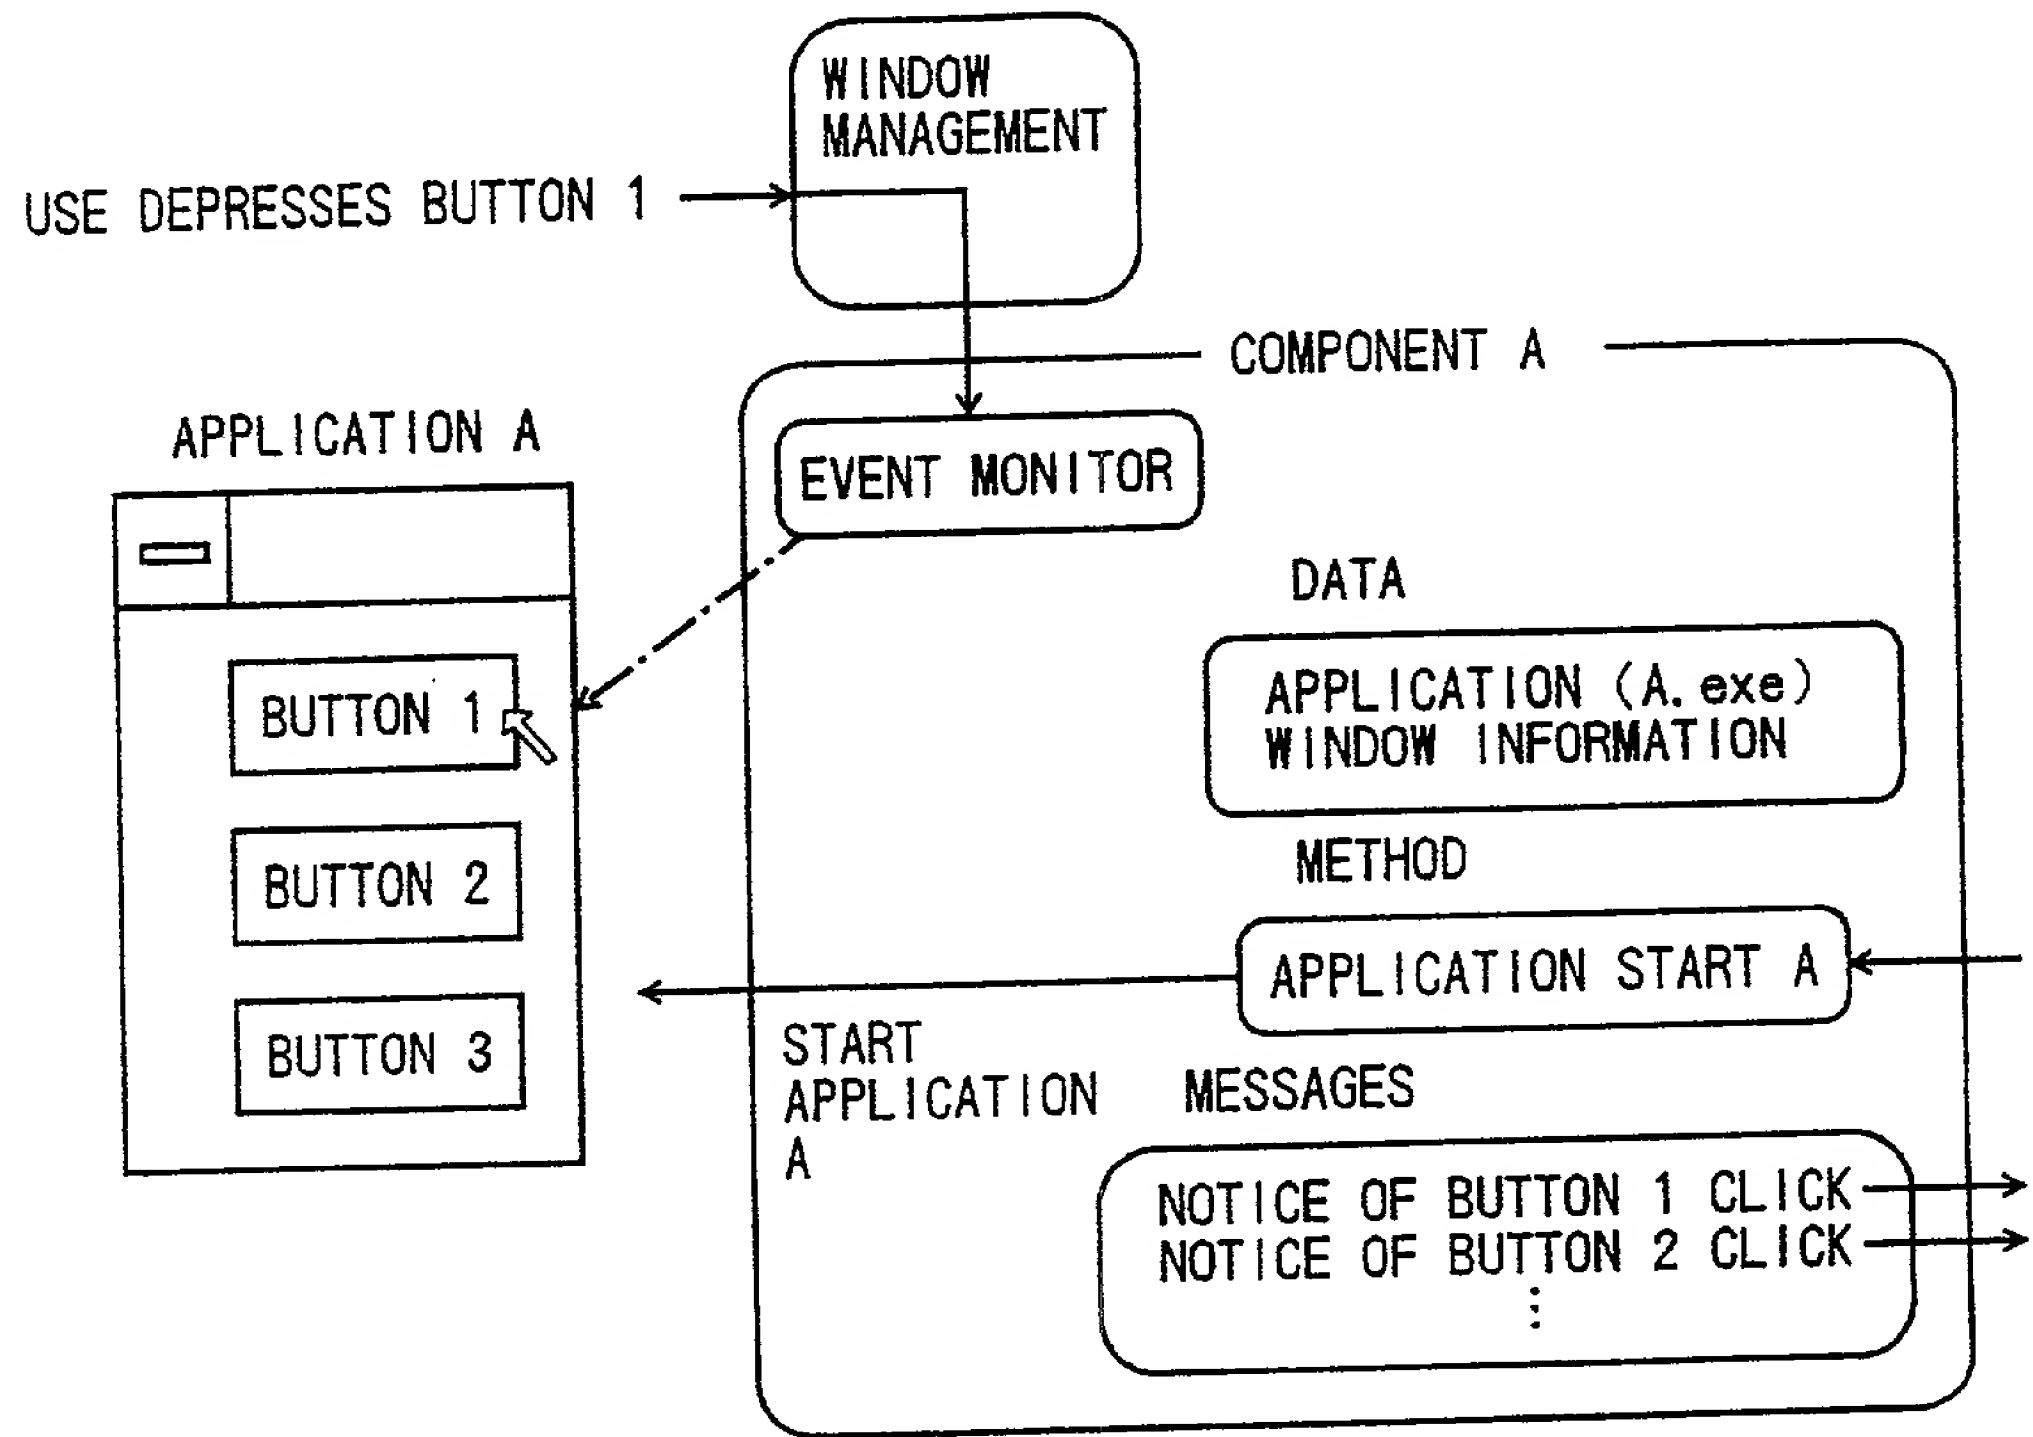 WINDOW
MANAGEMENT
USE DEPRESSES BUTTON 1
COMPONENT A
APPLICATION A
EVENT MONITOR
BUTTON 1
BUTTON 2
BUTTON 3
DATA
APPLICATION (A.exe)
WINDOW INFORMATION
METHOD
APPLICATION START A
START
APPLICATION
A
MESSAGES
NOTICE OF BUTTON 1 CLICK
NOTICE OF BUTTON 2 CLICK
⋮